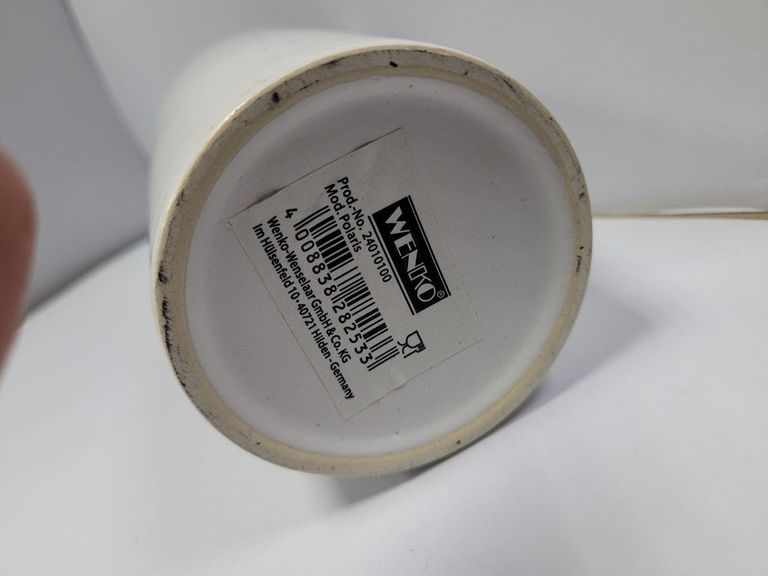 WENKO®
Prod.-No. 24010100
Mod. Polaris
4 008838 282533
Wenko-Wenselaar GmbH & Co. KG
Im Hülsenfeld 10 • 40721 Hilden - Germany